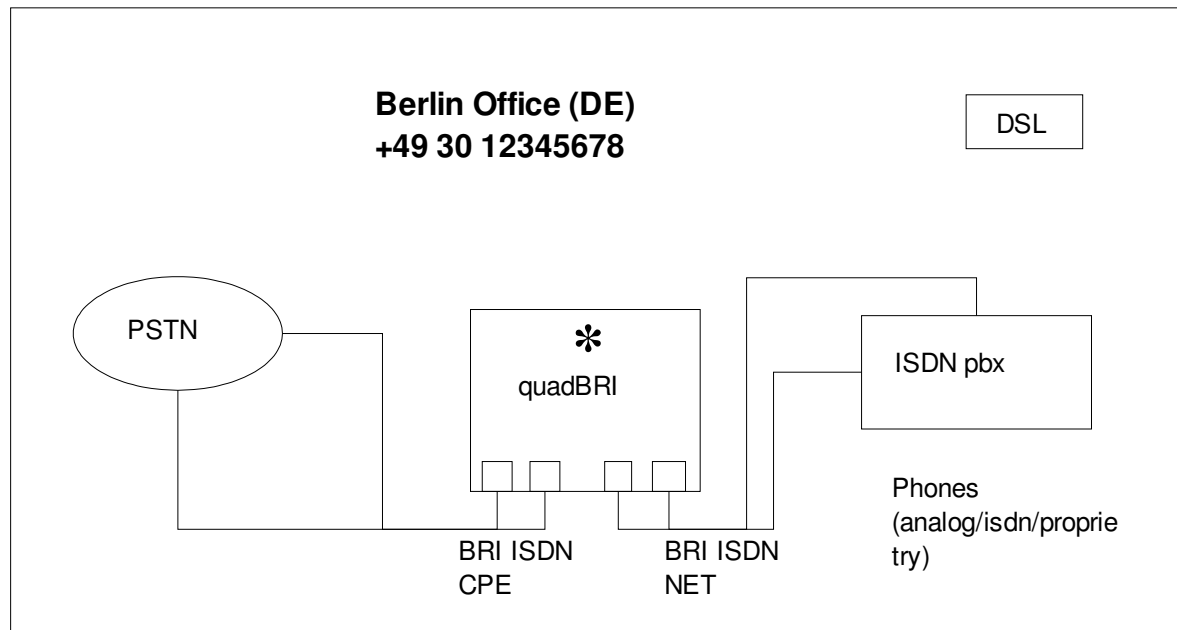 Berlin Office (DE)
+49 30 12345678
DSL
PSTN
*
quadBRI
ISDN pbx
BRI ISDN
CPE
BRI ISDN
NET
Phones
(analog/isdn/proprie
try)